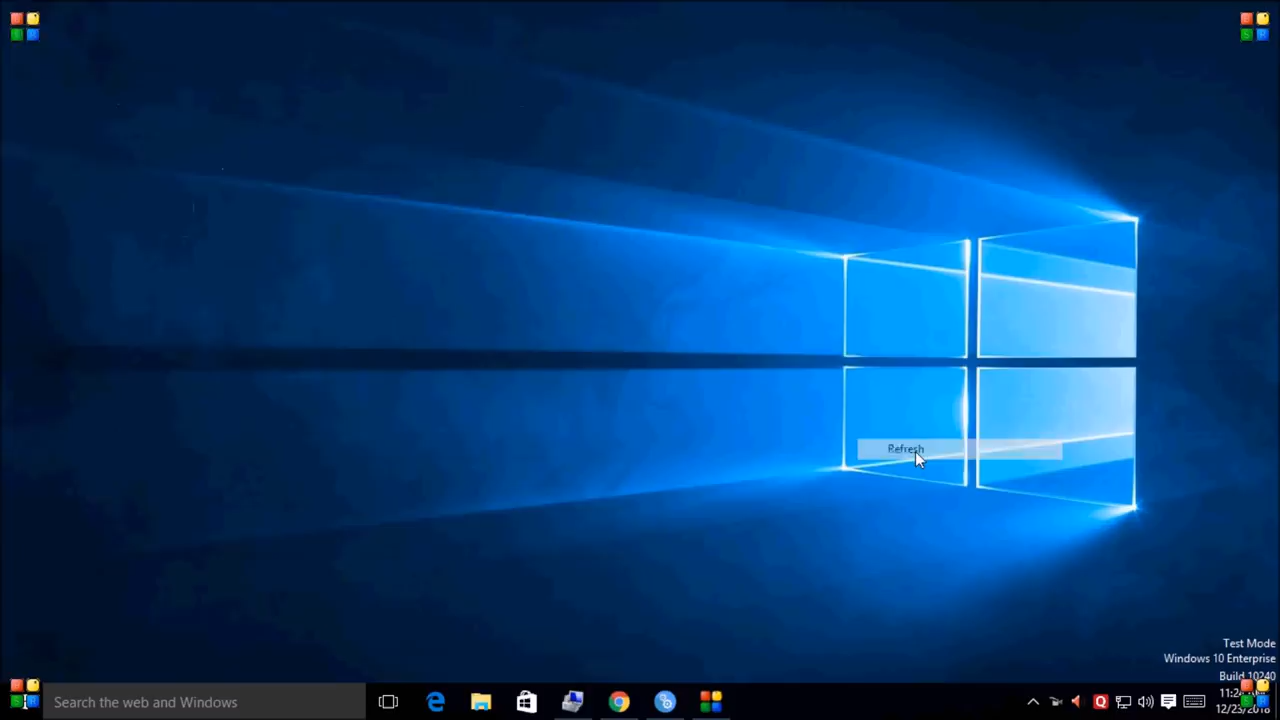 Refresh
Test Mode
Windows 10 Enterprise
Build 10240
Search the web and Windows